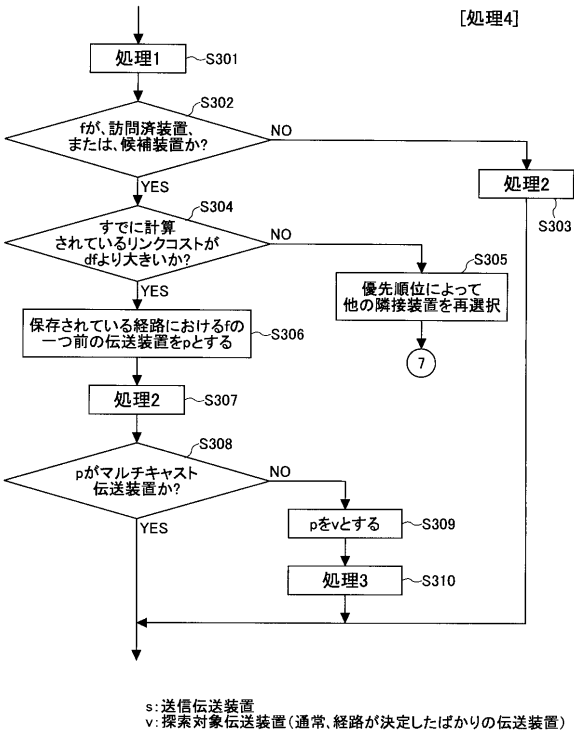 [処理4]
処理1
S301
S302
fが、訪問済装置、
または、候補装置か?
NO
YES
処理2
S303
S304
すでに計算
されているリンクコストが
dfより大きいか?
NO
YES
S305
優先順位によって
他の隣接装置を再選択
7
保存されている経路におけるfの
一つ前の伝送装置をpとする
S306
処理2
S307
S308
pがマルチキャスト
伝送装置か?
NO
YES
pをvとする
S309
処理3
S310
s:送信伝送装置
v:探索対象伝送装置(通常、経路が決定したばかりの伝送装置)